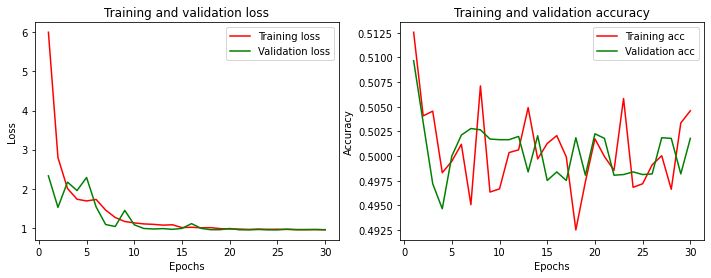 Training and validation loss
Training loss
Validation loss
6
5
4
3
2
1
Loss
0
5
10
15
20
25
30
Epochs
Training and validation accuracy
Training acc
Validation acc
0.5125
0.5100
0.5075
0.5050
0.5025
0.5000
0.4975
0.4950
0.4925
Accuracy
0
5
10
15
20
25
30
Epochs